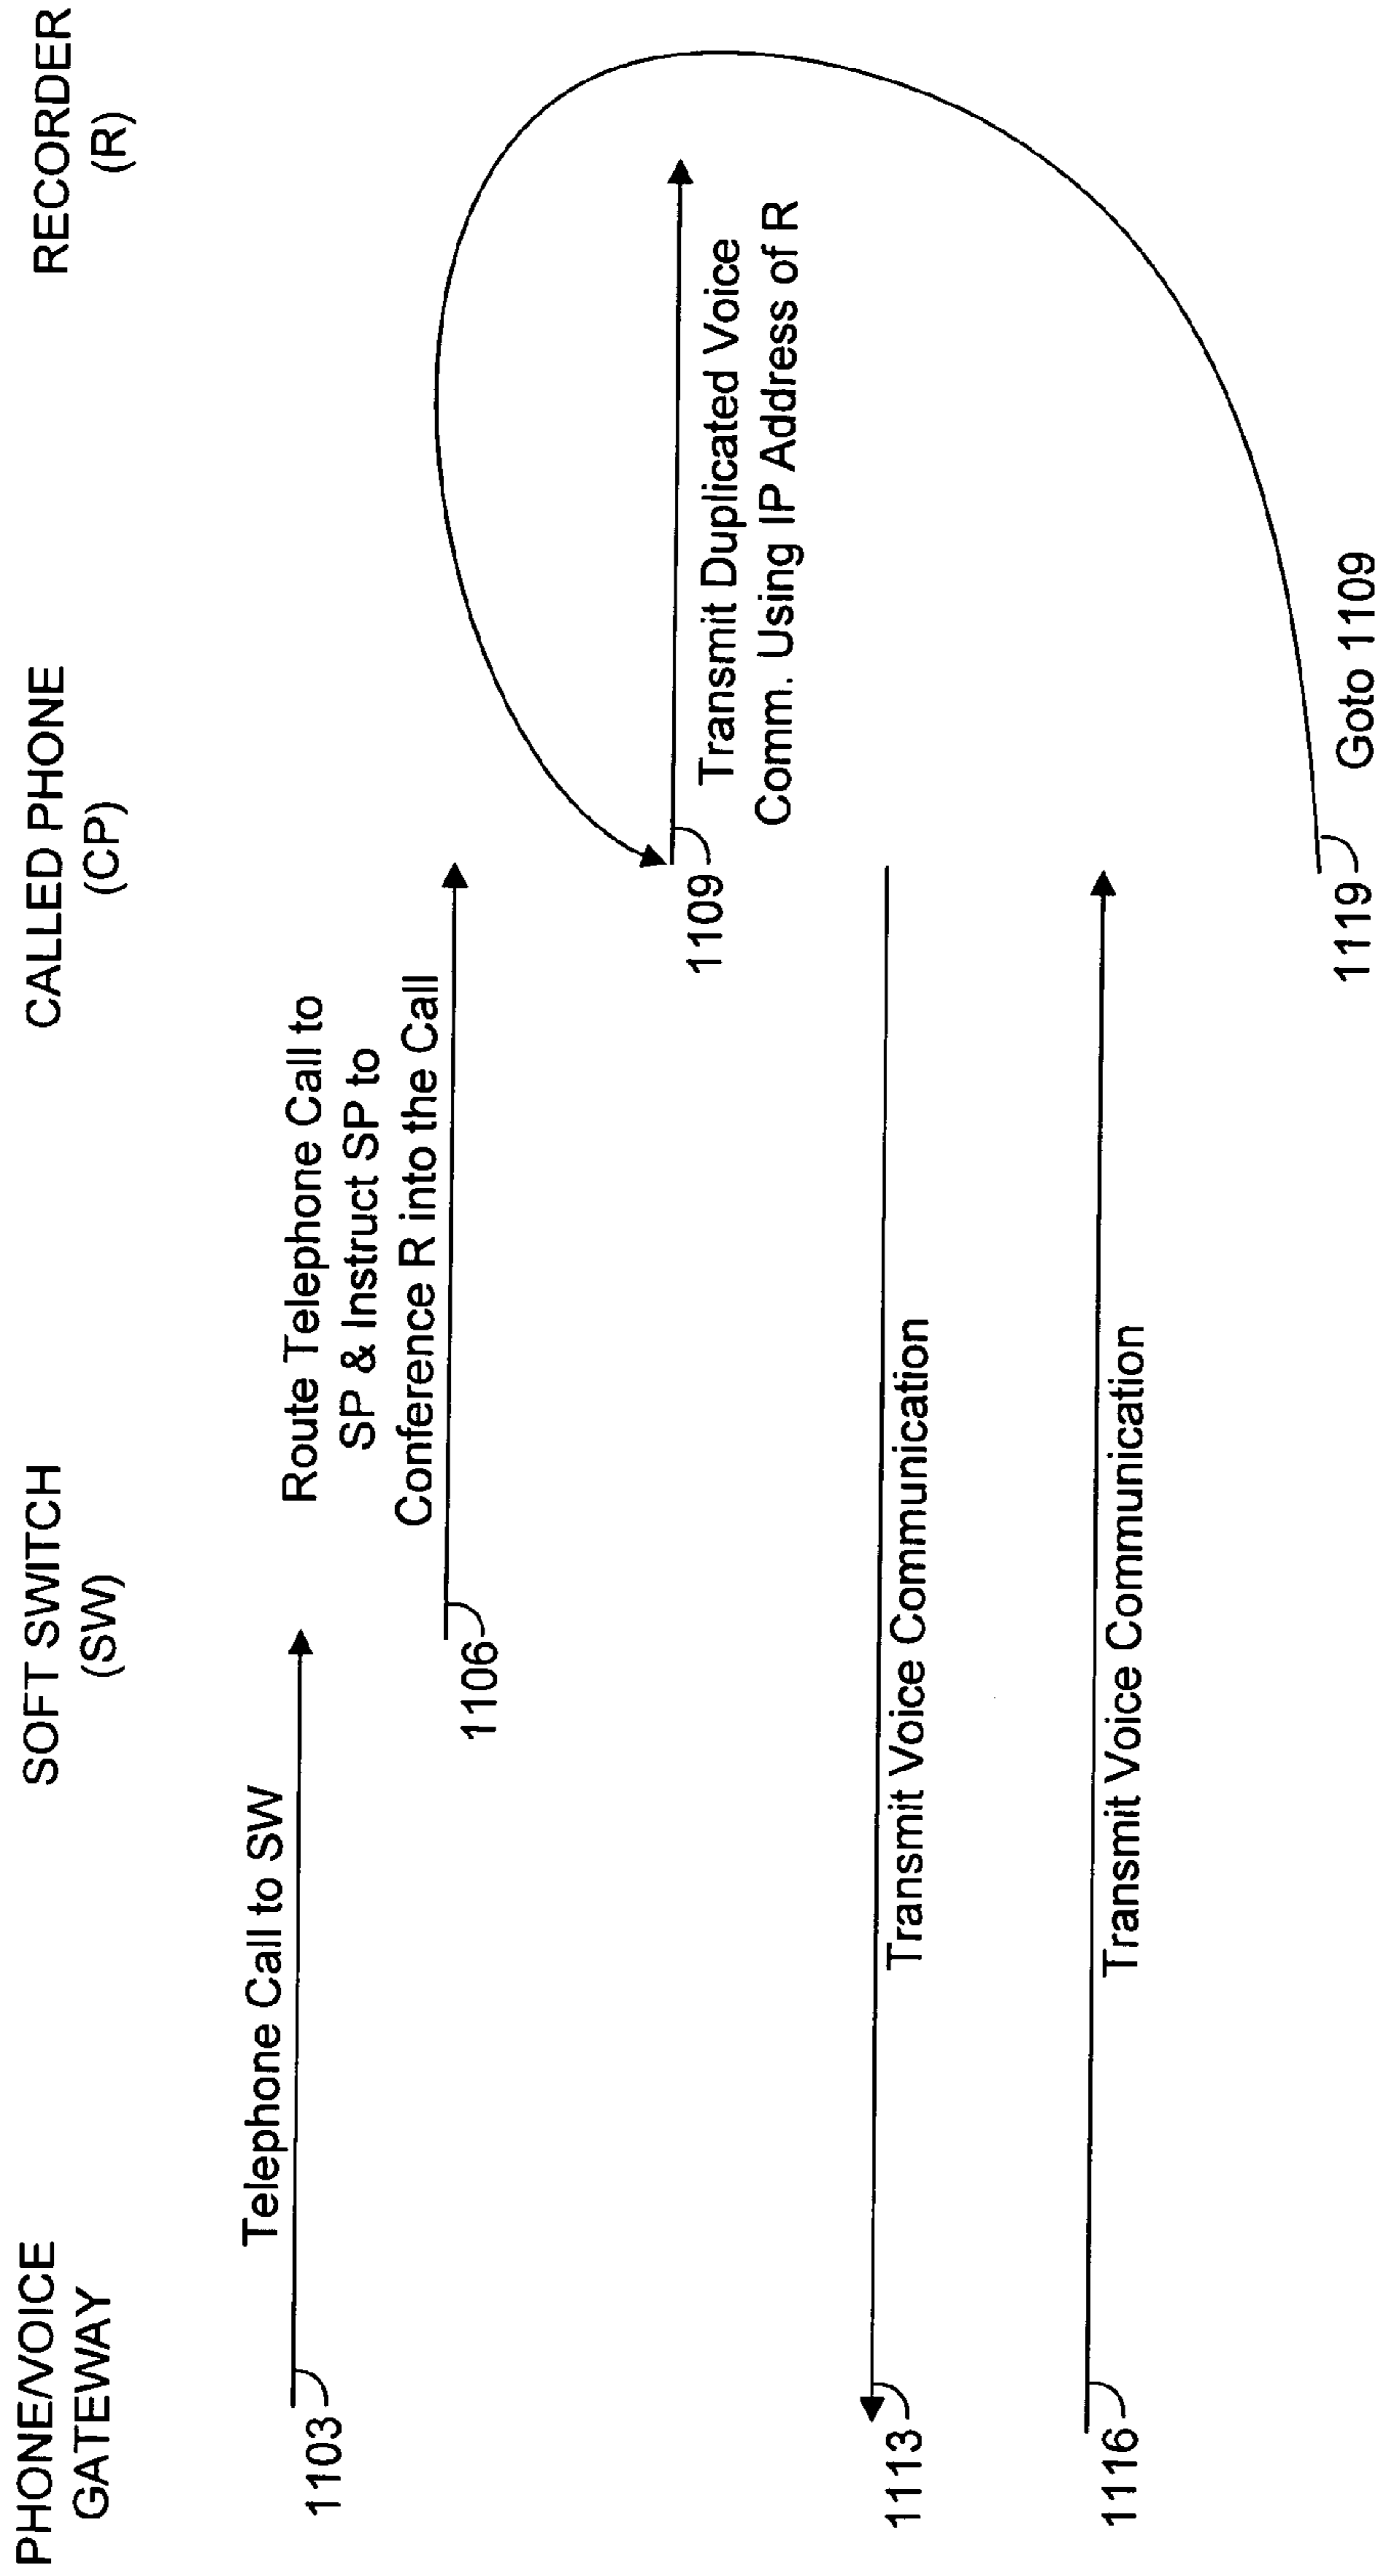 PHONE/VOICE
GATEWAY
SOFT SWITCH
(SW)
CALLED PHONE
(CP)
RECORDER
(R)
Telephone Call to SW
1103
Route Telephone Call to
SP & Instruct SP to
Conference R into the Call
1106
1109
Transmit Duplicated Voice
Comm. Using IP Address of R
1113
Transmit Voice Communication
1116
Transmit Voice Communication
1119
Goto 1109